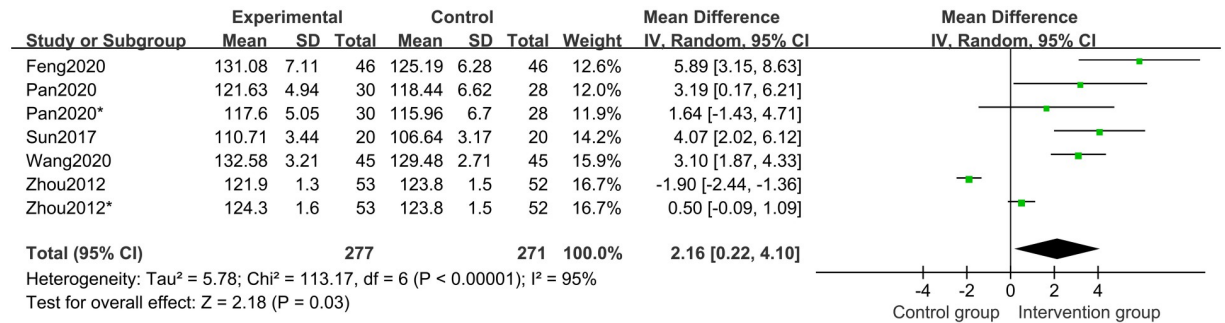 Experimental Control Mean Difference Mean Difference
Study or Subgroup Mean SD Total Mean SD Total Weight IV, Random, 95% CI IV, Random, 95% CI
Feng2020 131.08 7.11 46 125.19 6.28 46 12.6% 5.89 [3.15, 8.63]
Pan2020 121.63 4.94 30 118.44 6.62 28 12.0% 3.19 [0.17, 6.21]
Pan2020* 117.6 5.05 30 115.96 6.7 28 11.9% 1.64 [-1.43, 4.71]
Sun2017 110.71 3.44 20 106.64 3.17 20 14.2% 4.07 [2.02, 6.12]
Wang2020 132.58 3.21 45 129.48 2.71 45 15.9% 3.10 [1.87, 4.33]
Zhou2012 121.9 1.3 53 123.8 1.5 52 16.7% -1.90 [-2.44, -1.36]
Zhou2012* 124.3 1.6 53 123.8 1.5 52 16.7% 0.50 [-0.09, 1.09]
Total (95% CI) 277 271 100.0% 2.16 [0.22, 4.10]
Heterogeneity: Tau² = 5.78; Chi² = 113.17, df = 6 (P < 0.00001); I² = 95%
Test for overall effect: Z = 2.18 (P = 0.03)
-4 -2 0 2 4
Control group Intervention group